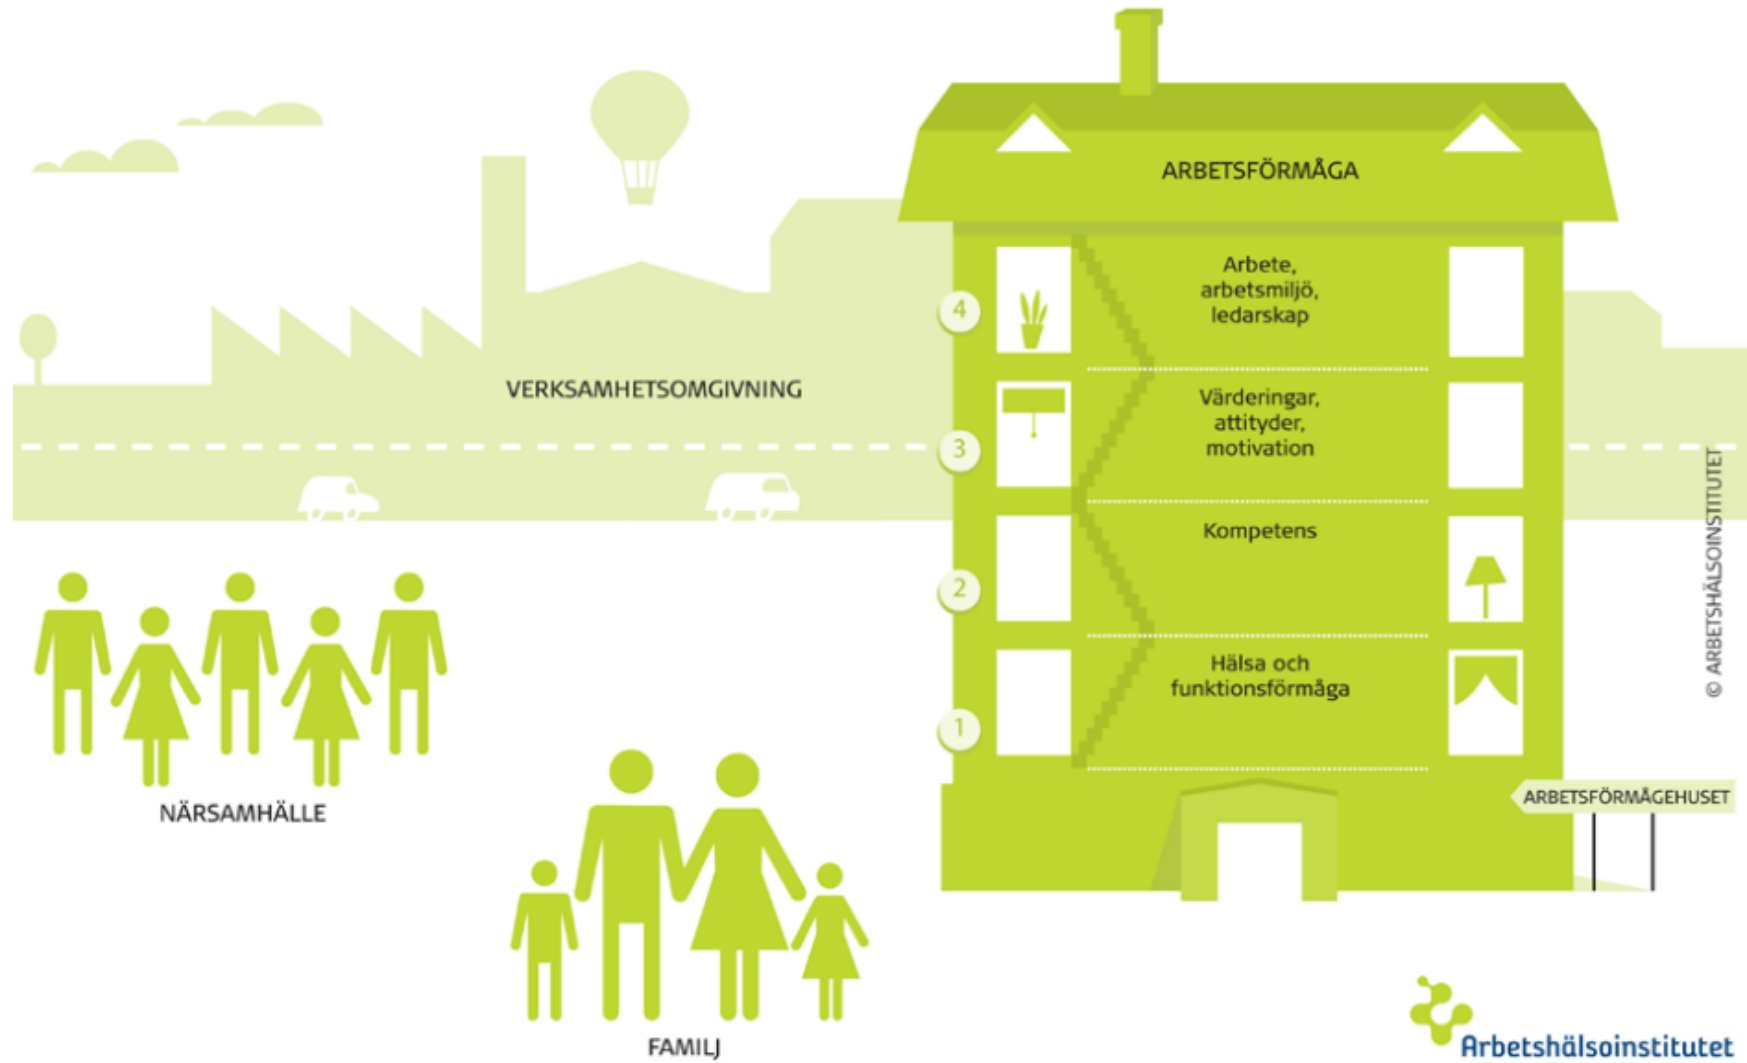 ARBETSFÖRMÅGA
4
Arbete,
arbetsmiljö,
ledarskap
VERKSAMHETSOMGIVNING
3
Värderingar,
attityder,
motivation
2
Kompetens
1
Hälsa och
funktionsförmåga
© ARBETSHÄLSOINSTITUTET
NÄRSAMHÄLLE
ARBETSFÖRMÅGEHUSET
FAMILJ
Arbetshälsoinstitutet